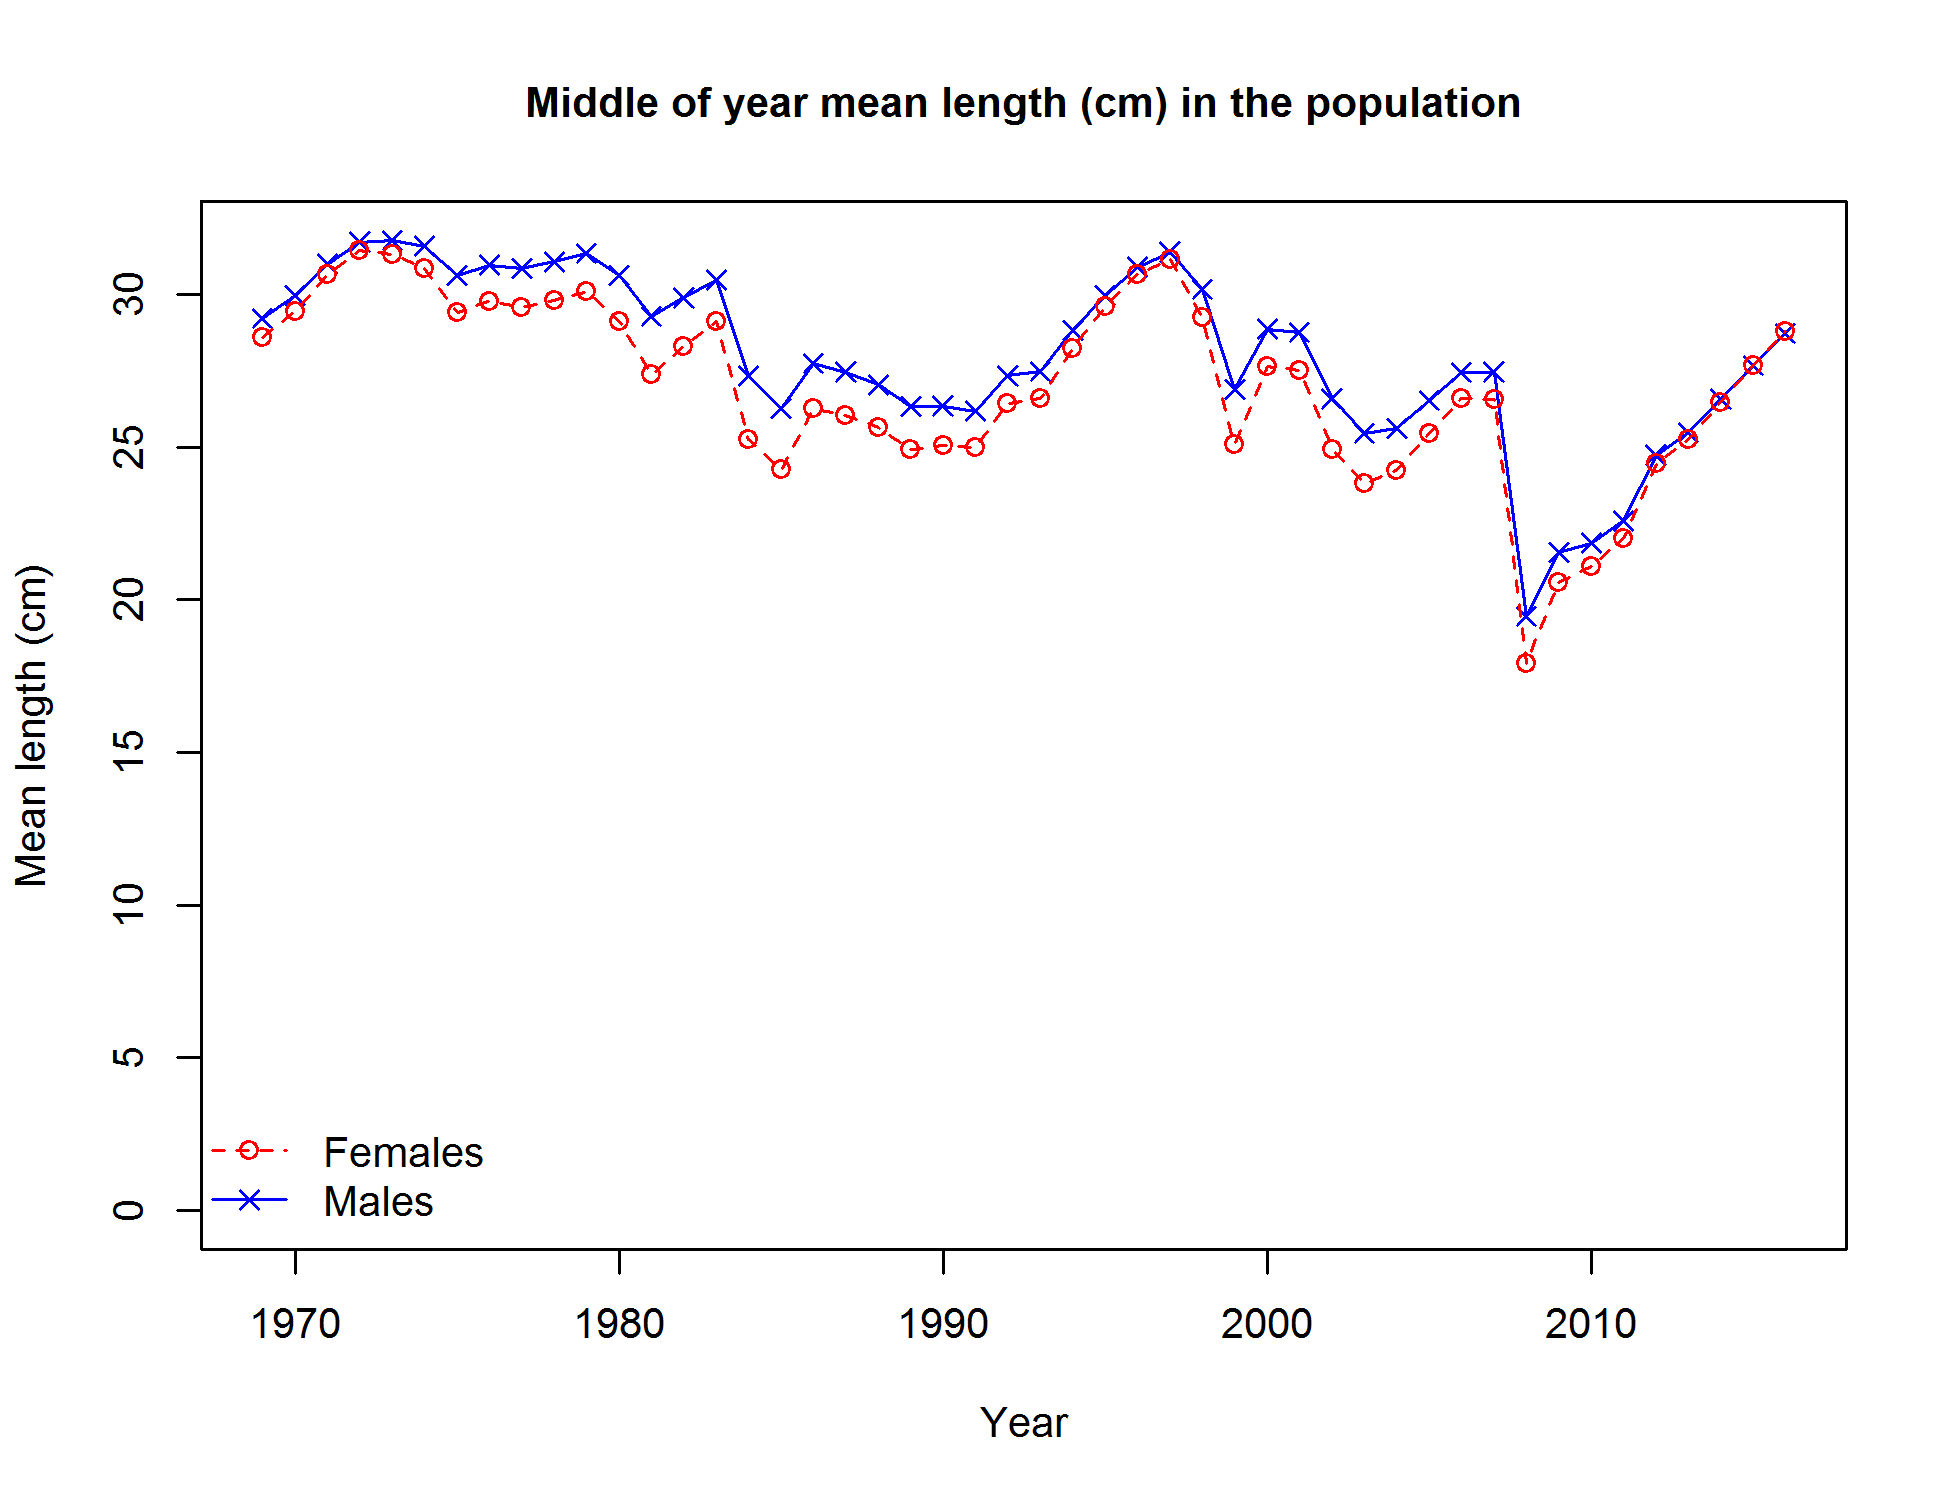 Middle of year mean length (cm) in the population
Mean length (cm)
30
25
20
15
10
5
0
Females
Males
1970 1980 1990 2000 2010
Year